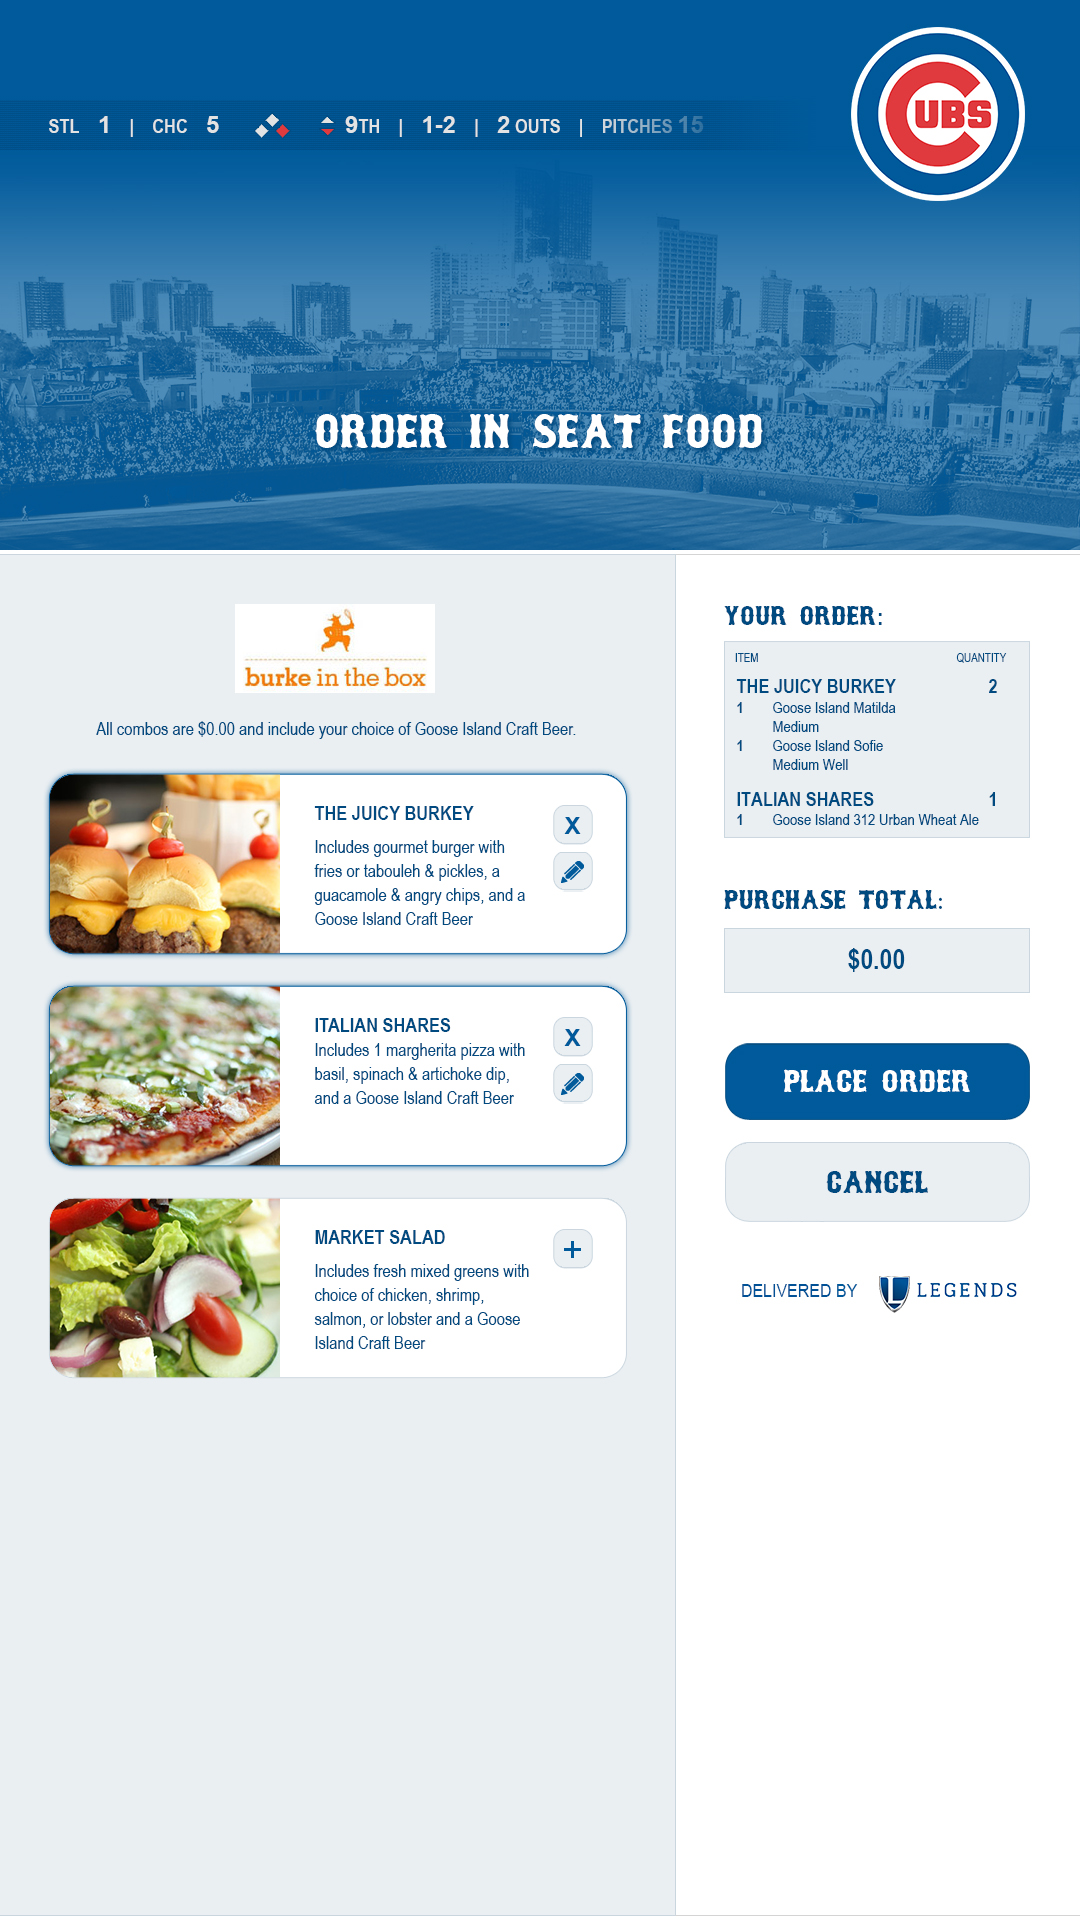 STL 1 | CHC 5 9TH | 1-2 | 2 OUTS | PITCHES 15
CUBS
ORDER IN SEAT FOOD
burke in the box
All combos are $0.00 and include your choice of Goose Island Craft Beer.
THE JUICY BURKEY
X
Includes gourmet burger with
fries or tabouleh & pickles, a
guacamole & angry chips, and a
Goose Island Craft Beer
ITALIAN SHARES
X
Includes 1 margherita pizza with
basil, spinach & artichoke dip,
and a Goose Island Craft Beer
MARKET SALAD
+
Includes fresh mixed greens with
choice of chicken, shrimp,
salmon, or lobster and a Goose
Island Craft Beer
YOUR ORDER:
ITEM QUANTITY
THE JUICY BURKEY 2
1 Goose Island Matilda
Medium
1 Goose Island Sofie
Medium Well
ITALIAN SHARES 1
1 Goose Island 312 Urban Wheat Ale
PURCHASE TOTAL:
$0.00
PLACE ORDER
CANCEL
DELIVERED BY L LEGENDS